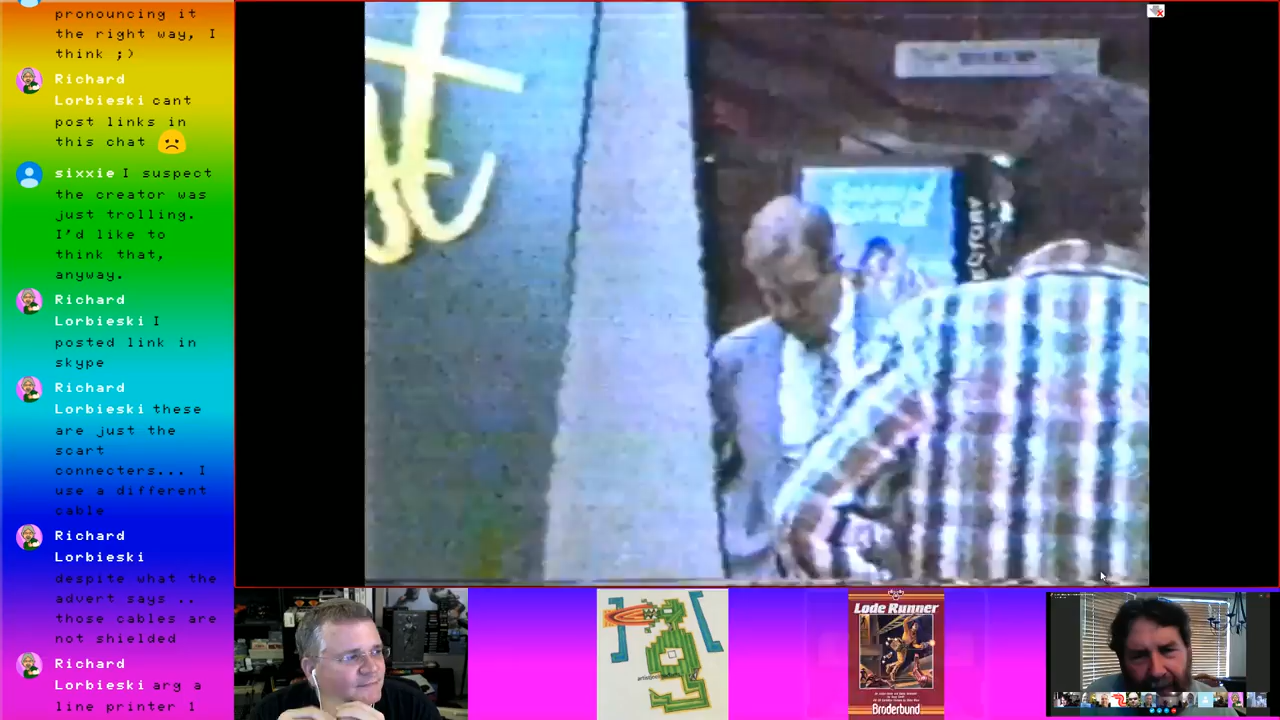 pronouncing it
the right way, I
think ;)
Richard
Lorbieski cant
post links in
this chat
sixxie I suspect
the creator was
just trolling.
I'd like to
think that,
anyway.
Richard
Lorbieski I
posted link in
skype
Richard
Lorbieski these
are just the
scart
connecters... I
use a different
cable
Richard
Lorbieski
despite what the
advert says ..
those cables are
not shielded
Richard
Lorbieski arg a
line printer I
Lode Runner
Brøderbund